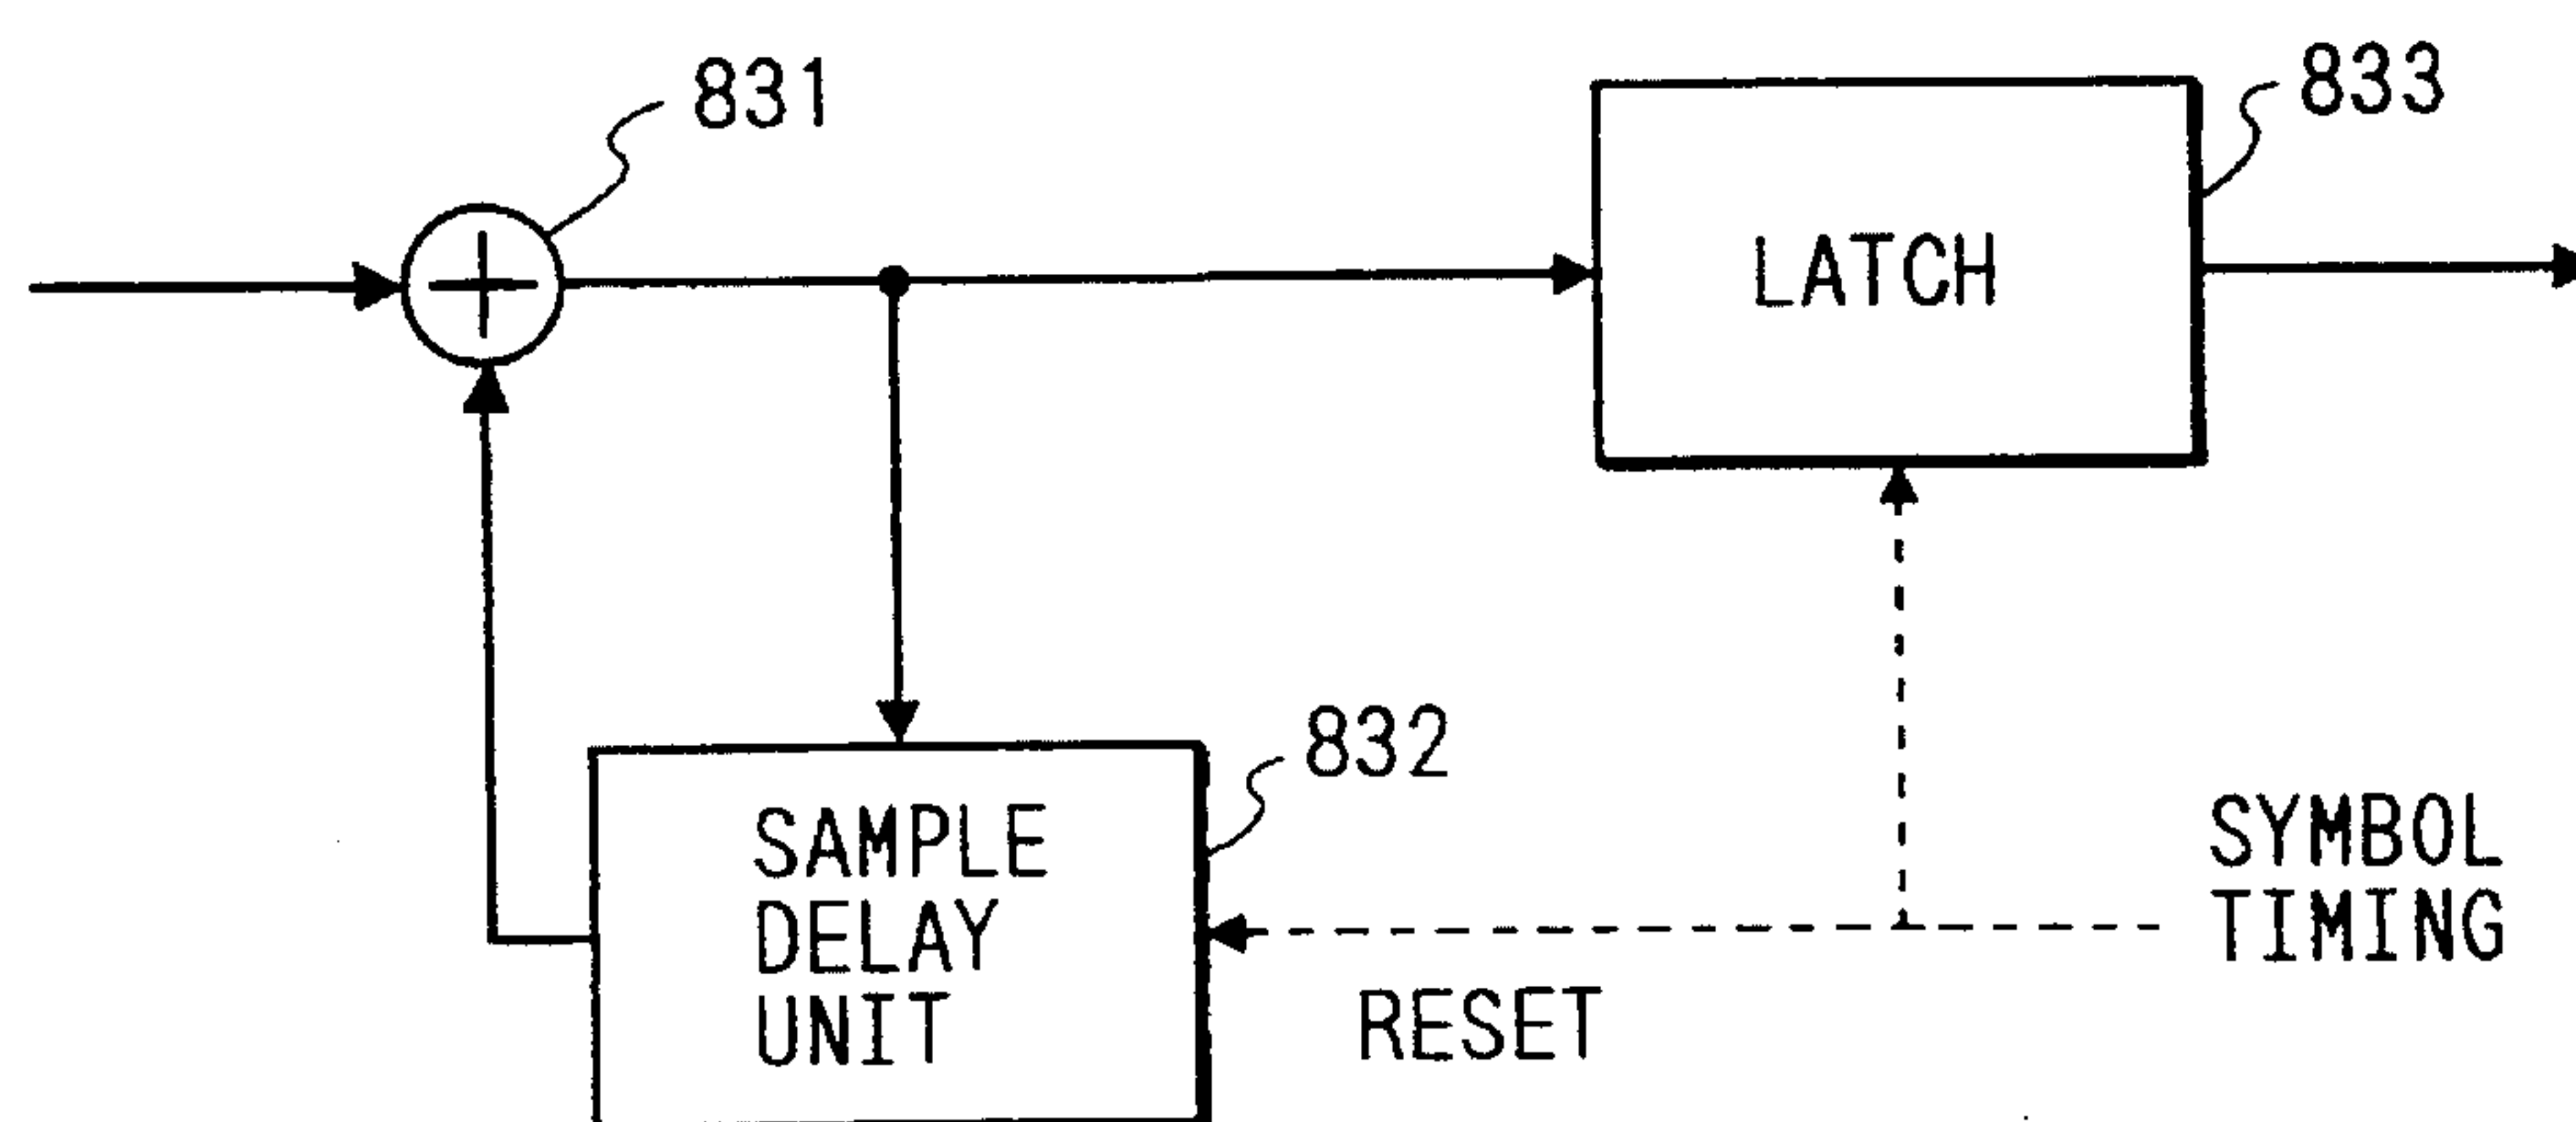 831
833
LATCH
832
SAMPLE
DELAY
UNIT
SYMBOL
TIMING
RESET